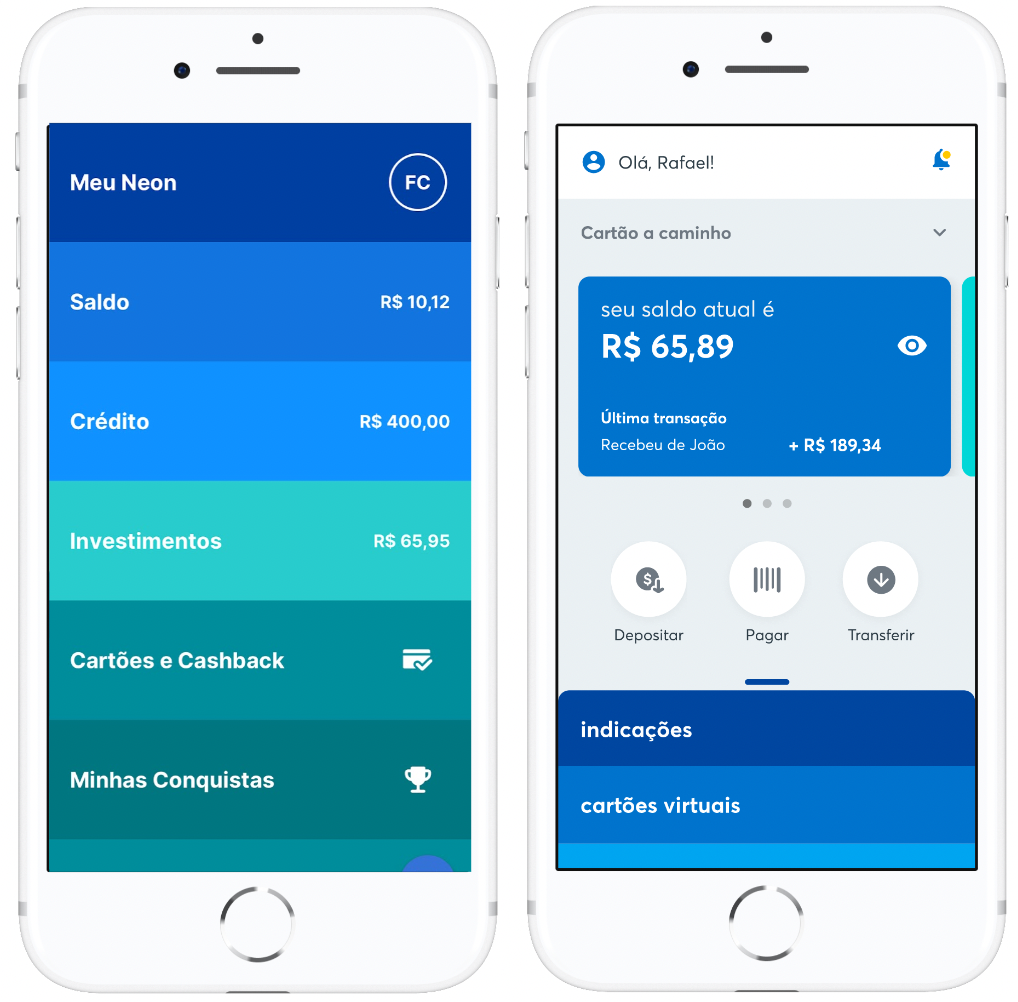 Meu Neon
FC
Saldo
R$ 10,12
Crédito
R$ 400,00
Investimentos
R$ 65,95
Cartões e Cashback
Minhas Conquistas
Olá, Rafael!
Cartão a caminho
seu saldo atual é
R$ 65,89
Última transação
Recebeu de João
+ R$ 189,34
Depositar
Pagar
Transferir
indicações
cartões virtuais